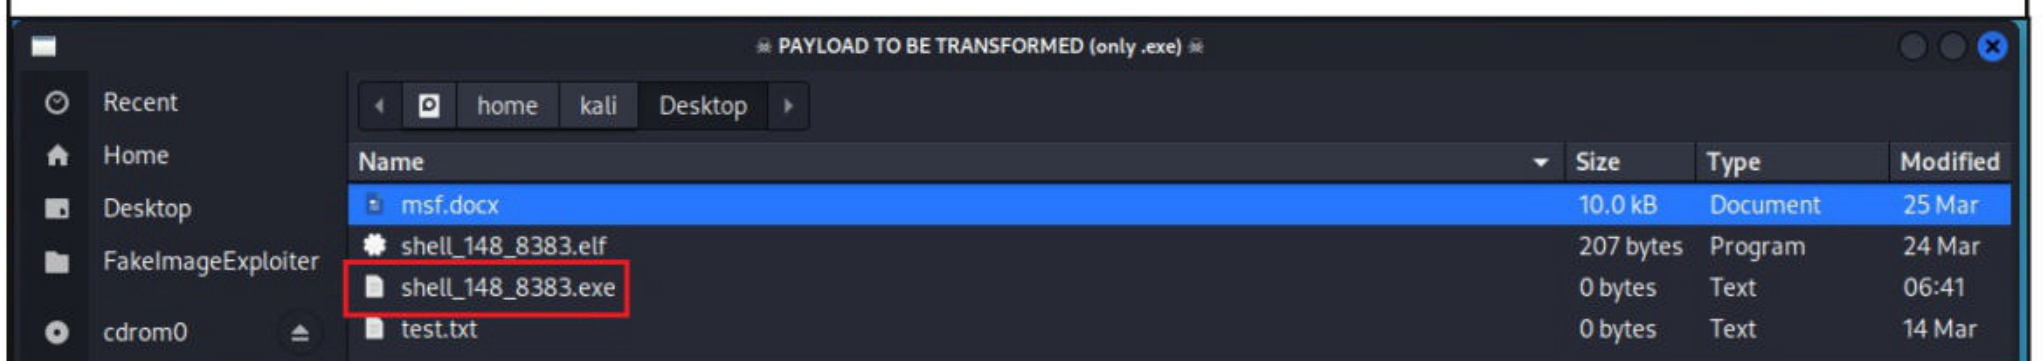 ☠ PAYLOAD TO BE TRANSFORMED (only .exe) ☠
Recent
home kali Desktop
Home
Name Size Type Modified
Desktop
msf.docx 10.0 kB Document 25 Mar
shell_148_8383.elf 207 bytes Program 24 Mar
FakeImageExploiter
shell_148_8383.exe 0 bytes Text 06:41
cdrom0
test.txt 0 bytes Text 14 Mar